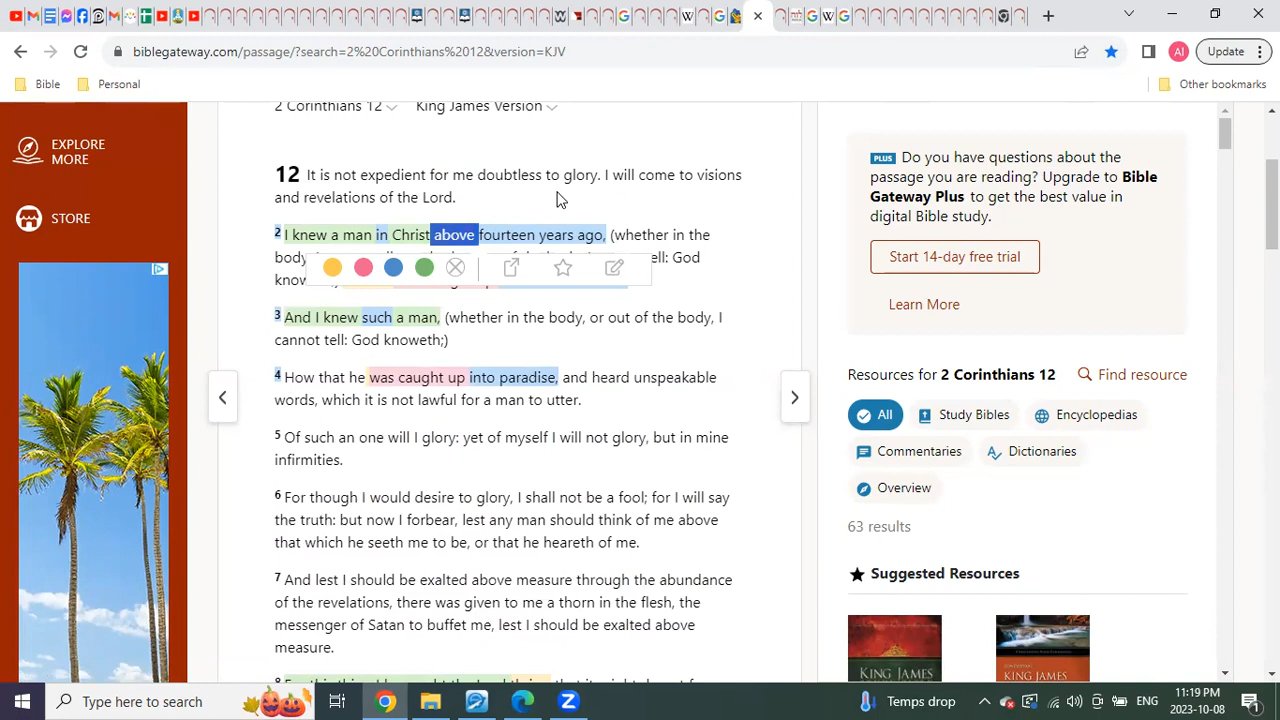 biblegateway.com/passage/?search=2%20Corinthians%2012&version=KJV
AI
Update
Bible
Personal
Other bookmarks
2 Corinthians 12
King James Version
EXPLORE
MORE
STORE
12 It is not expedient for me doubtless to glory. I will come to visions
and revelations of the Lord.
2 I knew a man in Christ above fourteen years ago, (whether in the
body
tell: God
know
3 And I knew such a man, (whether in the body, or out of the body, I
cannot tell: God knoweth;)
4 How that he was caught up into paradise, and heard unspeakable
words, which it is not lawful for a man to utter.
5 Of such an one will I glory: yet of myself I will not glory, but in mine
infirmities.
6 For though I would desire to glory, I shall not be a fool; for I will say
the truth: but now I forbear, lest any man should think of me above
that which he seeth me to be, or that he heareth of me.
7 And lest I should be exalted above measure through the abundance
of the revelations, there was given to me a thorn in the flesh, the
messenger of Satan to buffet me, lest I should be exalted above
measure.
PLUS Do you have questions about the
passage you are reading? Upgrade to Bible
Gateway Plus to get the best value in
digital Bible study.
Start 14-day free trial
Learn More
Resources for 2 Corinthians 12
Find resource
All
Study Bibles
Encyclopedias
Commentaries
Dictionaries
Overview
63 results
Suggested Resources
KING JAMES
KING JAMES
Type here to search
Temps drop
ENG
11:19 PM
2023-10-08